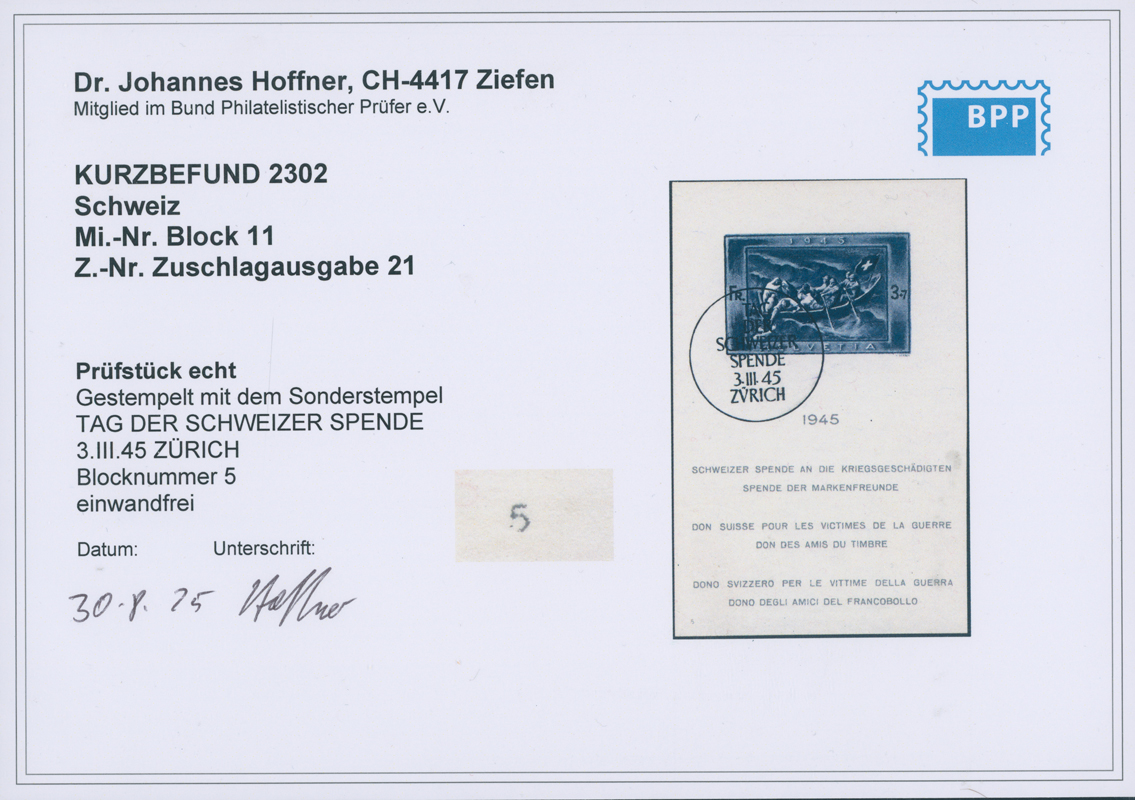 Dr. Johannes Hoffner, CH-4417 Ziefen
Mitglied im Bund Philatelistischer Prüfer e.V.
BPP
KURZBEFUND 2302
Schweiz
Mi.-Nr. Block 11
Z.-Nr. Zuschlagausgabe 21
Prüfstück echt
Gestempelt mit dem Sonderstempel
TAG DER SCHWEIZER SPENDE
3.III.45 ZÜRICH
Blocknummer 5
einwandfrei
Datum: Unterschrift:
30.8.25 Hoffner
5
1945
FR. 3.-7
HELVETIA
TAG
DER
SCHWEIZER
SPENDE
3.III.45
ZÜRICH
1945
SCHWEIZER SPENDE AN DIE KRIEGSGESCHÄDIGTEN
SPENDE DER MARKENFREUNDE
DON SUISSE POUR LES VICTIMES DE LA GUERRE
DON DES AMIS DU TIMBRE
DONO SVIZZERO PER LE VITTIME DELLA GUERRA
DONO DEGLI AMICI DEL FRANCOBOLLO